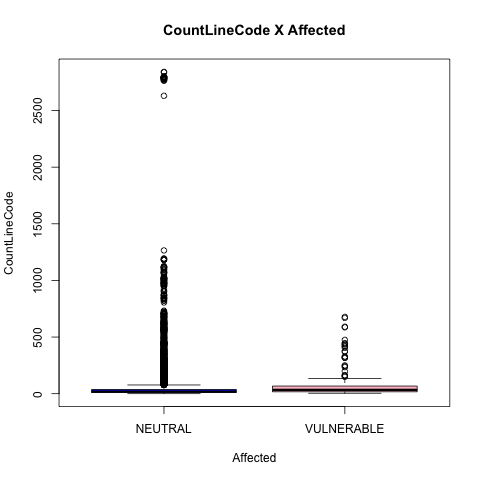 CountLineCode X Affected
2500
2000
1500
1000
500
0
CountLineCode
NEUTRAL VULNERABLE
Affected